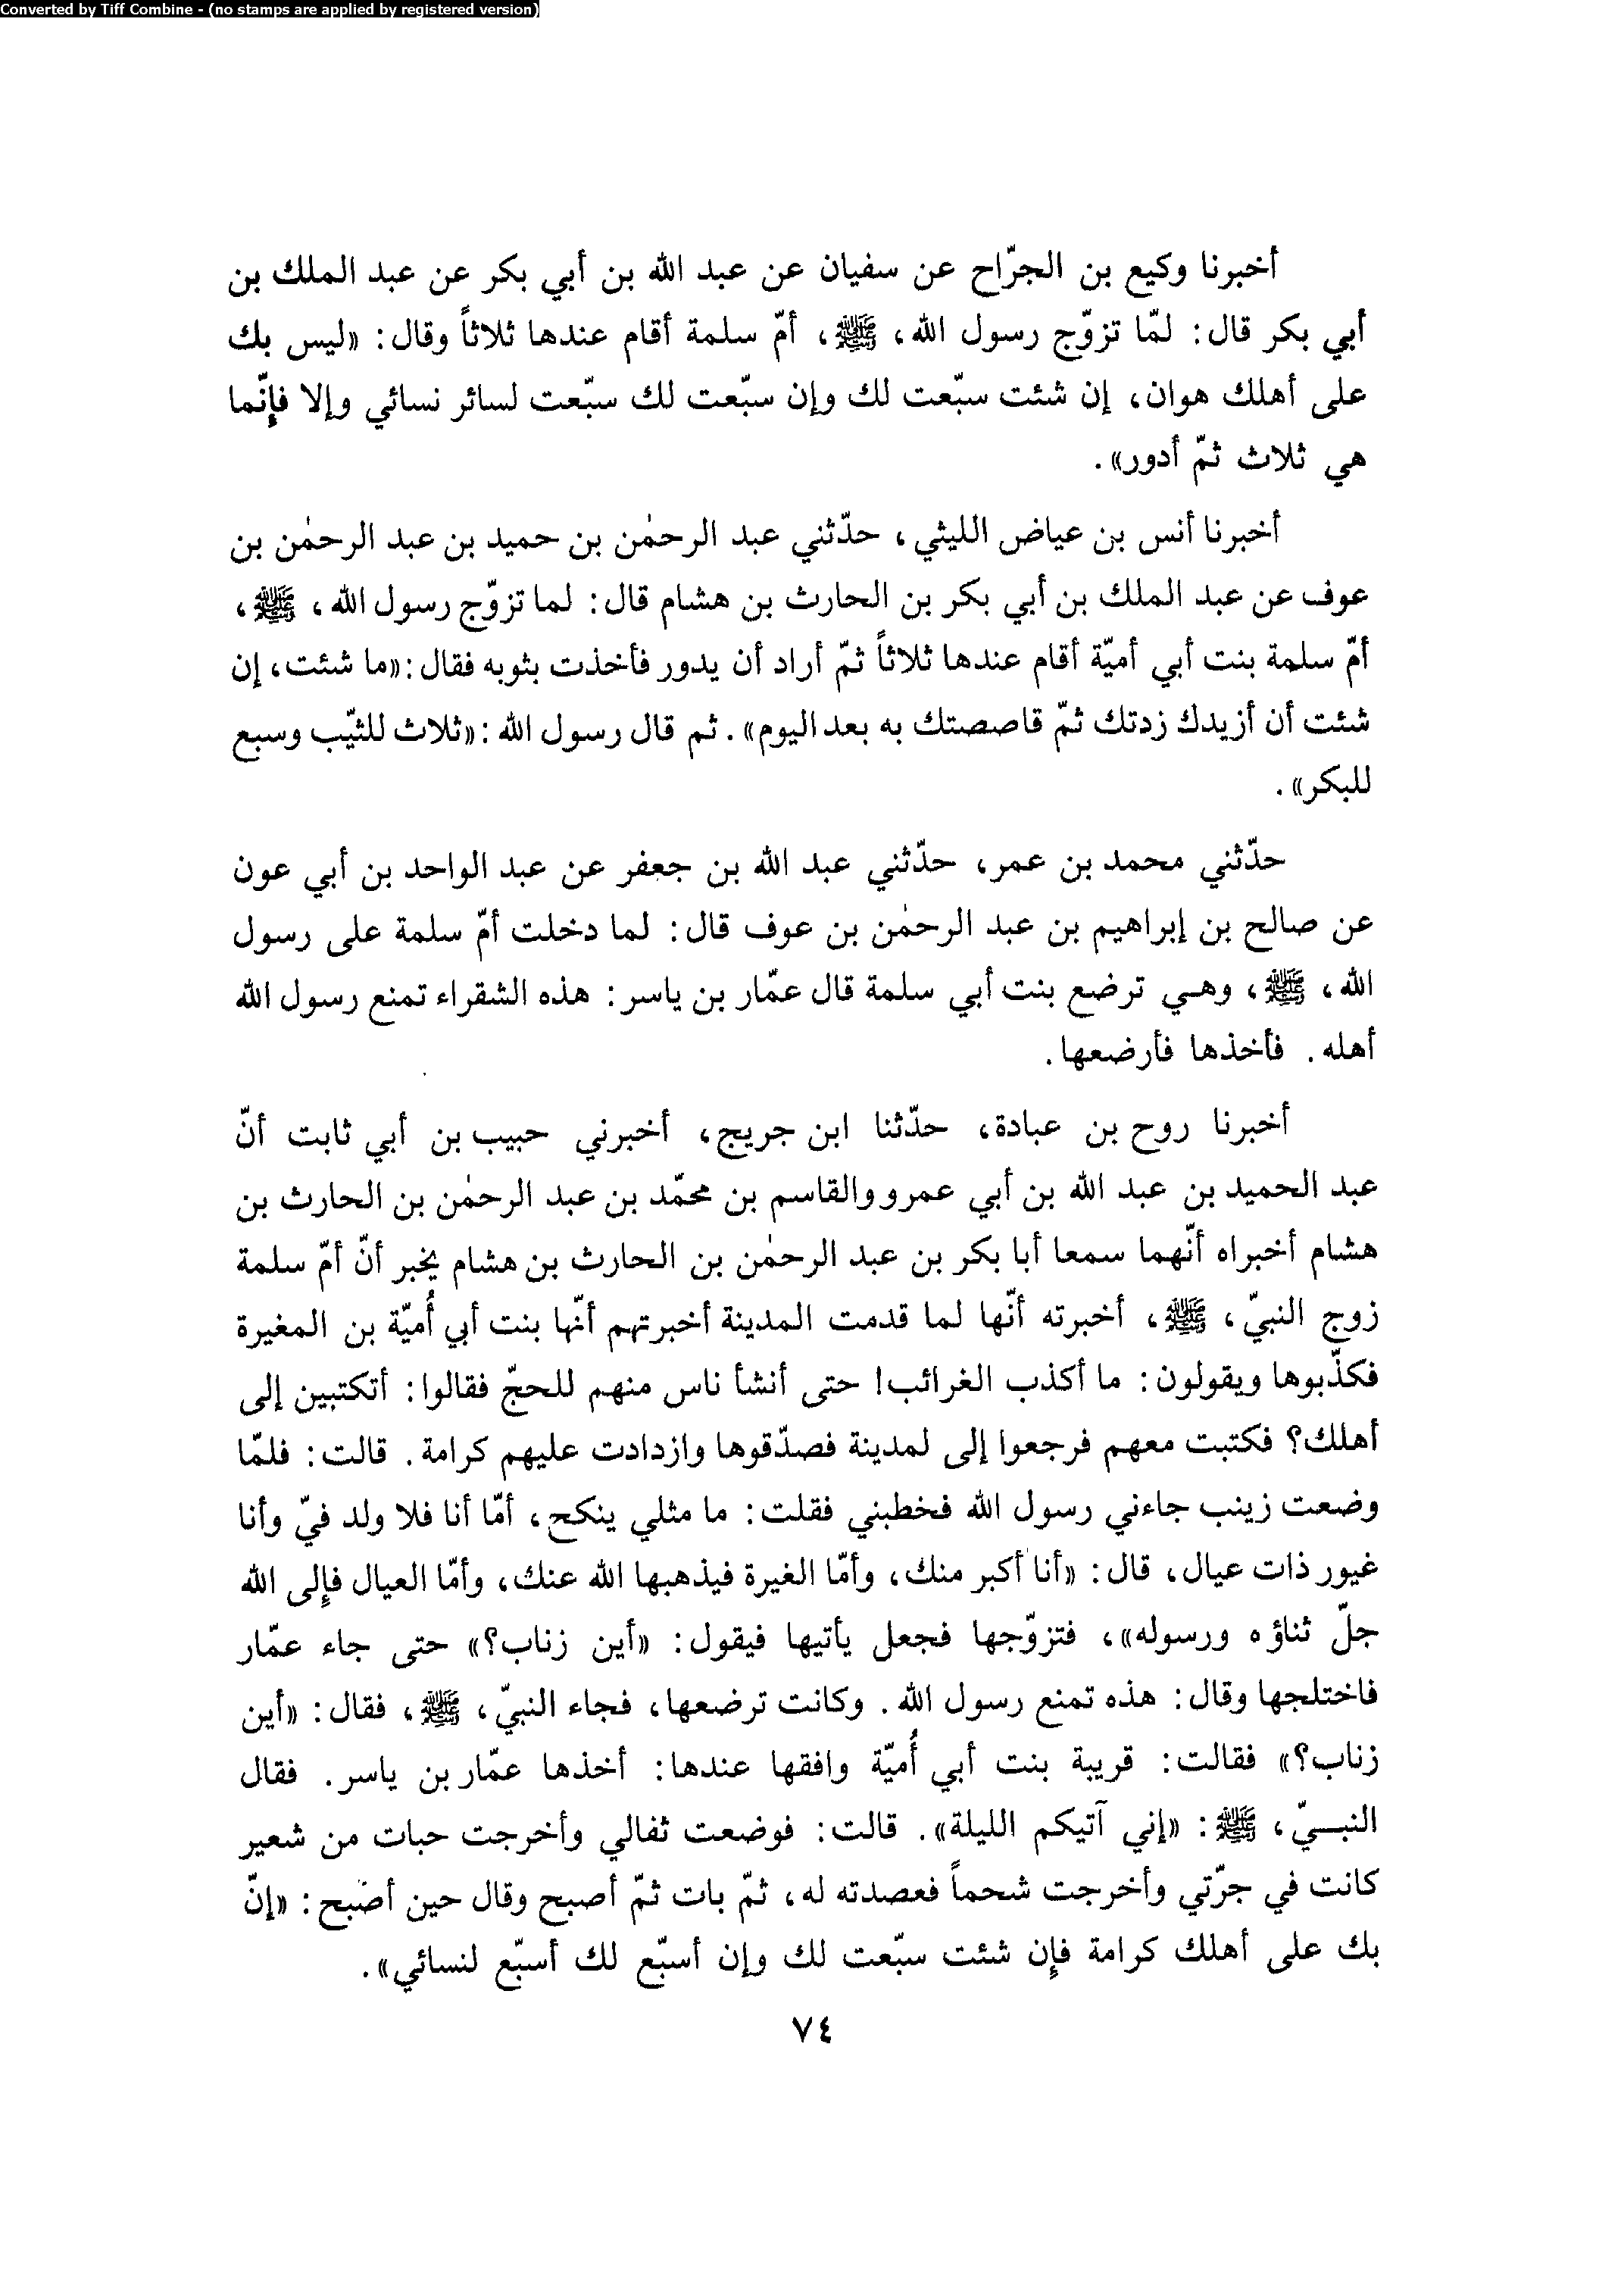 Converted by Tiff Combine - (no stamps are applied by registered version)
أخبرنا وكيع بن الجرّاح عن سفيان عن عبد الله بن أبي بكر عن عبد الملك بن
أبي بكر قال: لمّا تزوّج رسول الله، ﷺ، أمّ سلمة أقام عندها ثلاثاً وقال: «ليس بك
على أهلك هوان، إن شئت سبّعت لك وإن سبّعت لك سبّعت لسائر نسائي وإلا فإنّما
هي ثلاث ثمّ أدور».
أخبرنا أنس بن عياض الليثي، حدّثني عبد الرحمٰن بن حميد بن عبد الرحمٰن بن
عوف عن عبد الملك بن أبي بكر بن الحارث بن هشام قال: لما تزوّج رسول الله، ﷺ،
أمّ سلمة بنت أبي أميّة أقام عندها ثلاثاً ثمّ أراد أن يدور فأخذت بثوبه فقال: «ما شئت، إن
شئت أن أزيدك زدتك ثمّ قاصصتك به بعد اليوم». ثم قال رسول الله: «ثلاث للثيّب وسبع
للبكر».
حدّثني محمد بن عمر، حدّثني عبد الله بن جعفر عن عبد الواحد بن أبي عون
عن صالح بن إبراهيم بن عبد الرحمٰن بن عوف قال: لما دخلت أمّ سلمة على رسول
الله، ﷺ، وهي ترضع بنت أبي سلمة قال عمّار بن ياسر: هذه الشقراء تمنع رسول الله
أهله. فأخذها فأرضعها.
أخبرنا روح بن عبادة، حدّثنا ابن جريج، أخبرني حبيب بن أبي ثابت أنّ
عبد الحميد بن عبد الله بن أبي عمرو والقاسم بن محمّد بن عبد الرحمٰن بن الحارث بن
هشام أخبراه أنّهما سمعا أبا بكر بن عبد الرحمٰن بن الحارث بن هشام يخبر أنّ أمّ سلمة
زوج النبيّ، ﷺ، أخبرته أنّها لما قدمت المدينة أخبرتهم أنّها بنت أبي أُميّة بن المغيرة
فكذّبوها ويقولون: ما أكذب الغرائب! حتى أنشأ ناس منهم للحجّ فقالوا: أتكتبين إلى
أهلك؟ فكتبت معهم فرجعوا إلى لمدينة فصدّقوها وازدادت عليهم كرامة. قالت: فلمّا
وضعت زينب جاءني رسول الله فخطبني فقلت: ما مثلي ينكح، أمّا أنا فلا ولد فيّ وأنا
غيور ذات عيال، قال: «أنا أكبر منك، وأمّا الغيرة فيذهبها الله عنك، وأمّا العيال فإلى الله
جلّ ثناؤه ورسوله»، فتزوّجها فجعل يأتيها فيقول: «أين زناب؟» حتى جاء عمّار
فاختلجها وقال: هذه تمنع رسول الله. وكانت ترضعها، فجاء النبيّ، ﷺ، فقال: «أين
زناب؟» فقالت: قريبة بنت أبي أُميّة وافقها عندها: أخذها عمّار بن ياسر. فقال
النبـيّ، ﷺ: «إني آتيكم الليلة». قالت: فوضعت ثفالي وأخرجت حبات من شعير
كانت في جرّتي وأخرجت شحماً فعصدته له، ثمّ بات ثمّ أصبح وقال حين أصبح: «إنّ
بك على أهلك كرامة فإن شئت سبّعت لك وإن أسبّع لك أسبّع لنسائي».
٧٤